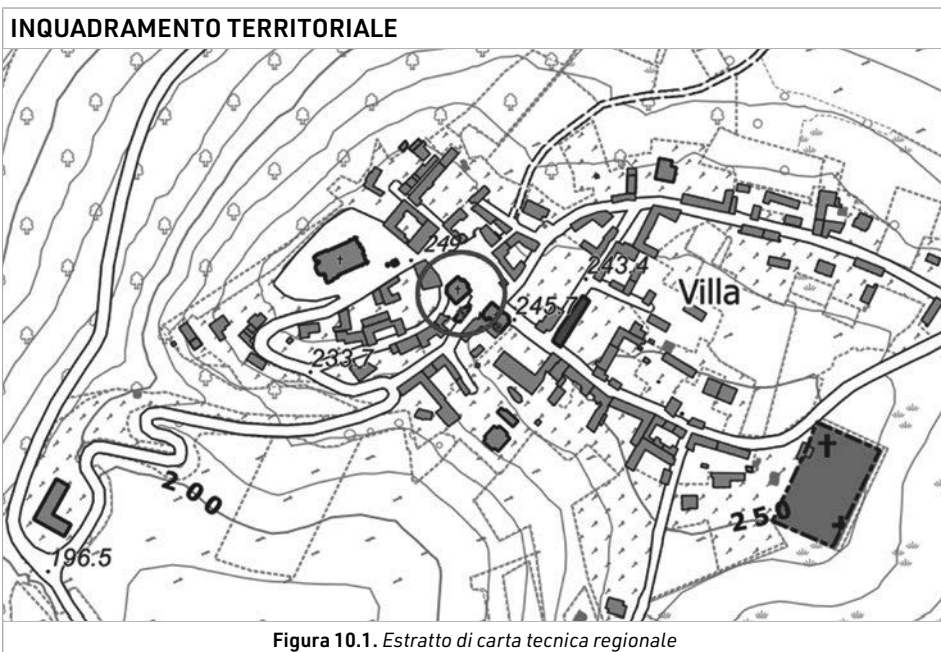 INQUADRAMENTO TERRITORIALE
249
243.4
Villa
245.7
233.7
200
250
196.5
Figura 10.1. Estratto di carta tecnica regionale